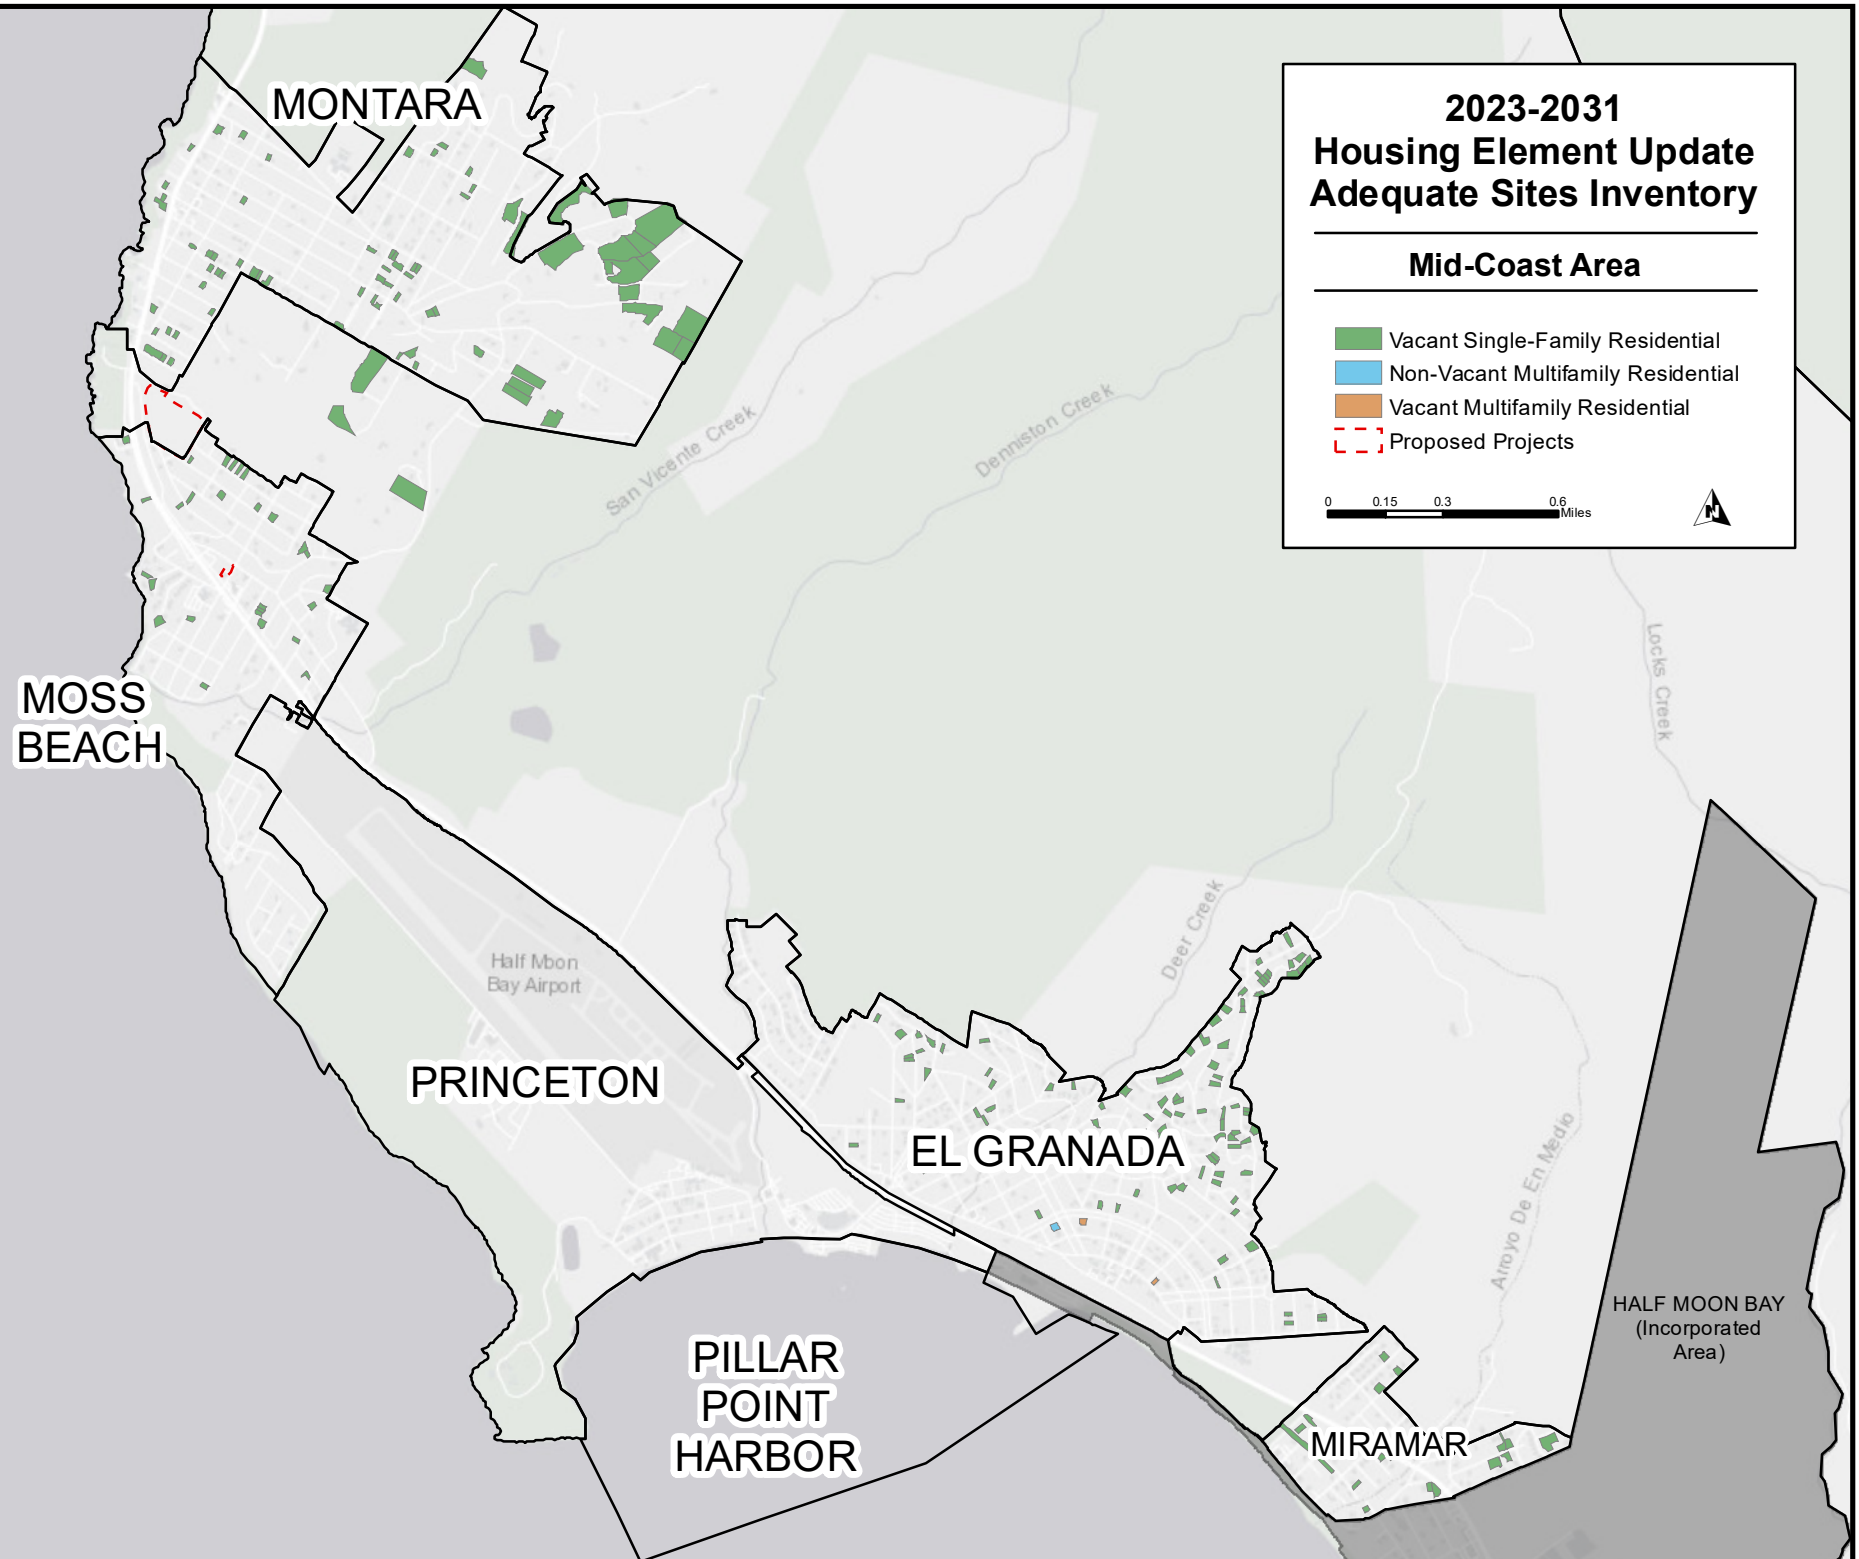 MONTARA
2023-2031
Housing Element Update
Adequate Sites Inventory
Mid-Coast Area
Vacant Single-Family Residential
Non-Vacant Multifamily Residential
Vacant Multifamily Residential
Proposed Projects
0 0.15 0.3 0.6
Miles
N
San Vicente Creek
Denniston Creek
Locks Creek
MOSS
BEACH
Deer Creek
Half Moon
Bay Airport
PRINCETON
EL GRANADA
Arroyo De En Medio
HALF MOON BAY
(Incorporated
Area)
PILLAR
POINT
HARBOR
MIRAMAR